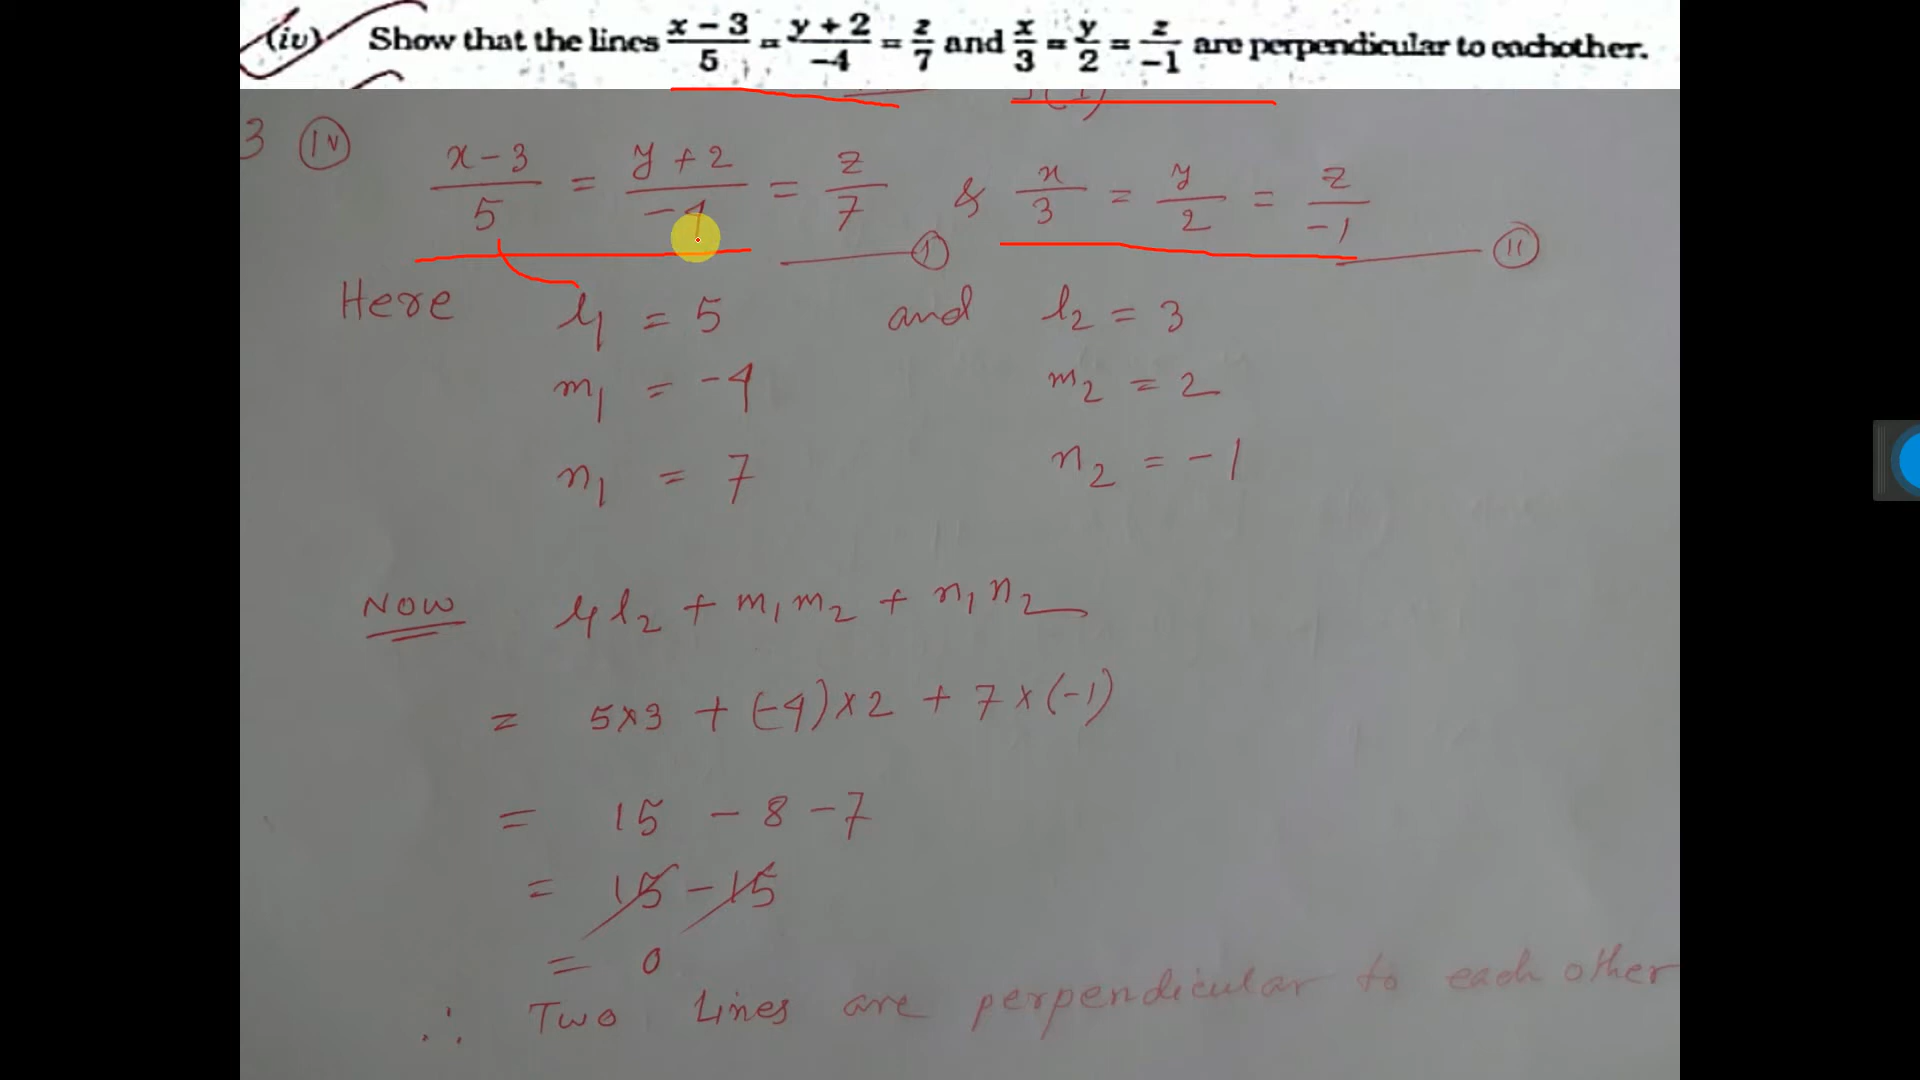 (iv) Show that the lines (x − 3)/5 = (y + 2)/−4 = z/7 and x/3 = y/2 = z/−1 are perpendicular to eachother.
3 (IV) (x − 3)/5 = (y + 2)/−4 = z/7 & x/3 = y/2 = z/−1
(I) (II)
Here l₁ = 5 and l₂ = 3
m₁ = −4 m₂ = 2
n₁ = 7 n₂ = −1
NOW l₁l₂ + m₁m₂ + n₁n₂
= 5×3 + (−4)×2 + 7×(−1)
= 15 − 8 − 7
= 15 − 15
= 0
∴ Two Lines are perpendicular to each other